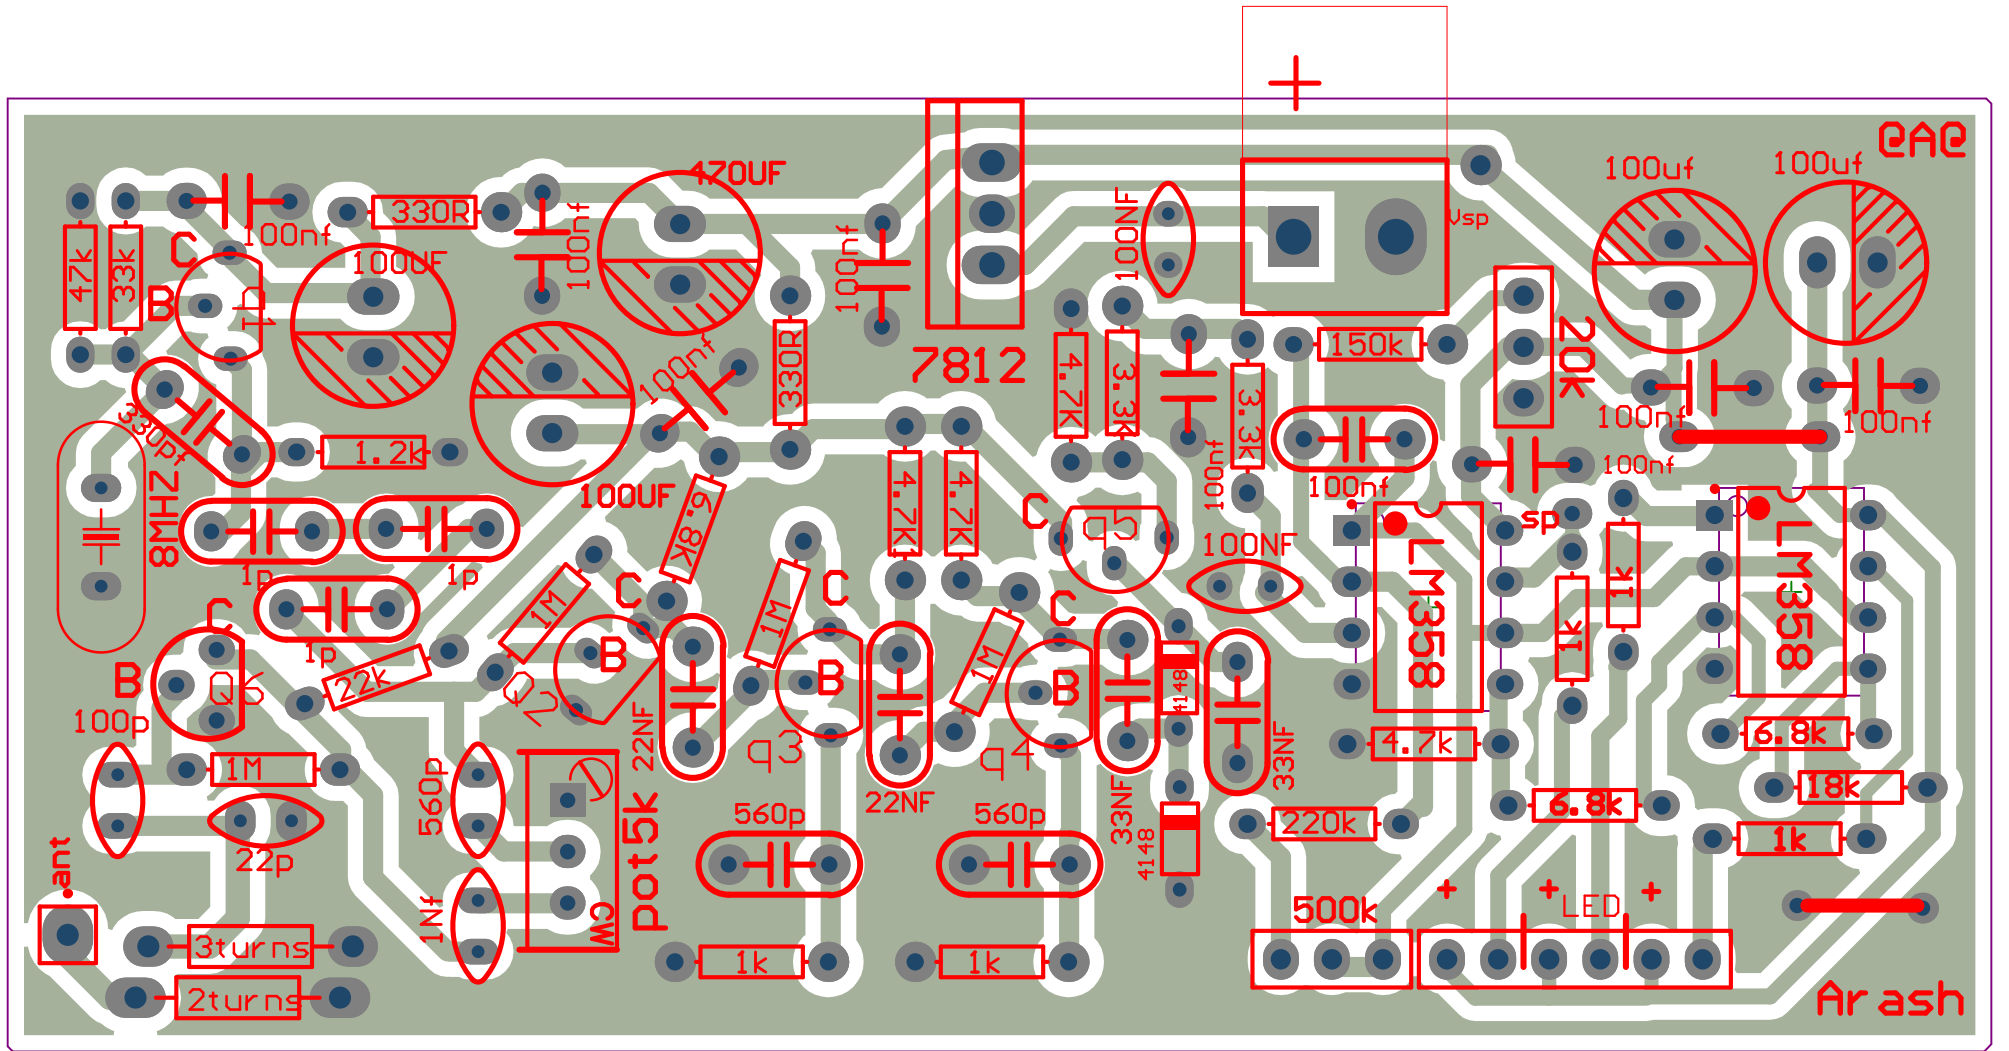 @A@
470UF
100uf
100uf
330R
100nf
100nf
100NF
Vsp
C
100UF
100nf
47k
33k
B
q1
7812
150k
20K
330R
100nf
4.7K
3.3k
3.3k
330pf
1.2k
100nf
100nf
8MHZ
100UF
6.8K
4.7K
4.7K
100nf
100nf
100nf
C
q5
sp
1p
1p
100NF
LM358
LM358
1k
1k
C
1M
C
1M
C
C
1M
B
1p
22k
B
Q6
Q2
B
B
4148
100p
22NF
q3
q4
33NF
4.7k
6.8k
1M
560p
pot5k
22NF
33NF
18k
560p
560p
220k
6.8k
1k
22p
4148
ant
1Nf
CW
500k
+
+
+
LED
3turns
1k
1k
2turns
Arash
+